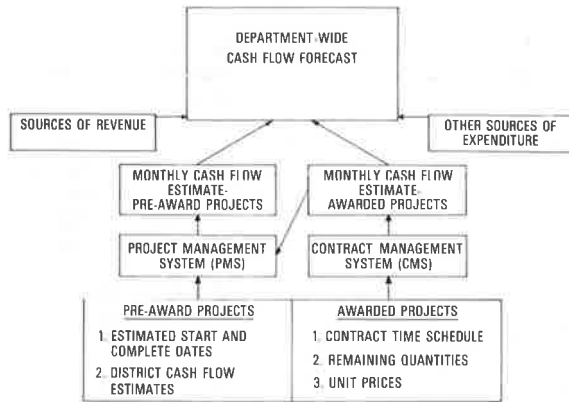 DEPARTMENT-WIDE
CASH FLOW FORECAST
SOURCES OF REVENUE
OTHER SOURCES OF
EXPENDITURE
MONTHLY CASH FLOW
ESTIMATE-
PRE-AWARD PROJECTS
MONTHLY CASH FLOW
ESTIMATE-
AWARDED PROJECTS
PROJECT MANAGEMENT
SYSTEM (PMS)
CONTRACT MANAGEMENT
SYSTEM (CMS)
PRE-AWARD PROJECTS
1. ESTIMATED START AND
COMPLETE DATES
2. DISTRICT CASH FLOW
ESTIMATES
AWARDED PROJECTS
1. CONTRACT TIME SCHEDULE
2. REMAINING QUANTITIES
3. UNIT PRICES